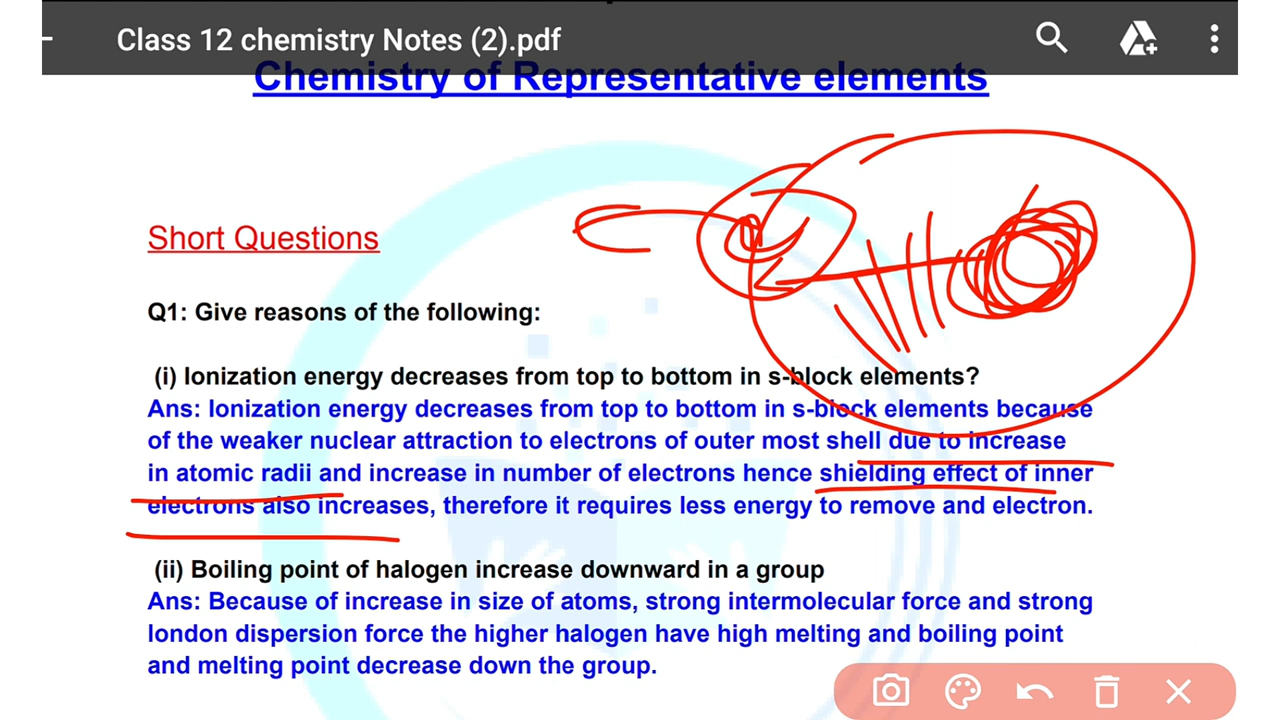 Class 12 chemistry Notes (2).pdf
Chemistry of Representative elements
Short Questions
Q1: Give reasons of the following:
(i) Ionization energy decreases from top to bottom in s-block elements?
Ans: Ionization energy decreases from top to bottom in s-block elements because
of the weaker nuclear attraction to electrons of outer most shell due to increase
in atomic radii and increase in number of electrons hence shielding effect of inner
electrons also increases, therefore it requires less energy to remove and electron.
(ii) Boiling point of halogen increase downward in a group
Ans: Because of increase in size of atoms, strong intermolecular force and strong
london dispersion force the higher halogen have high melting and boiling point
and melting point decrease down the group.